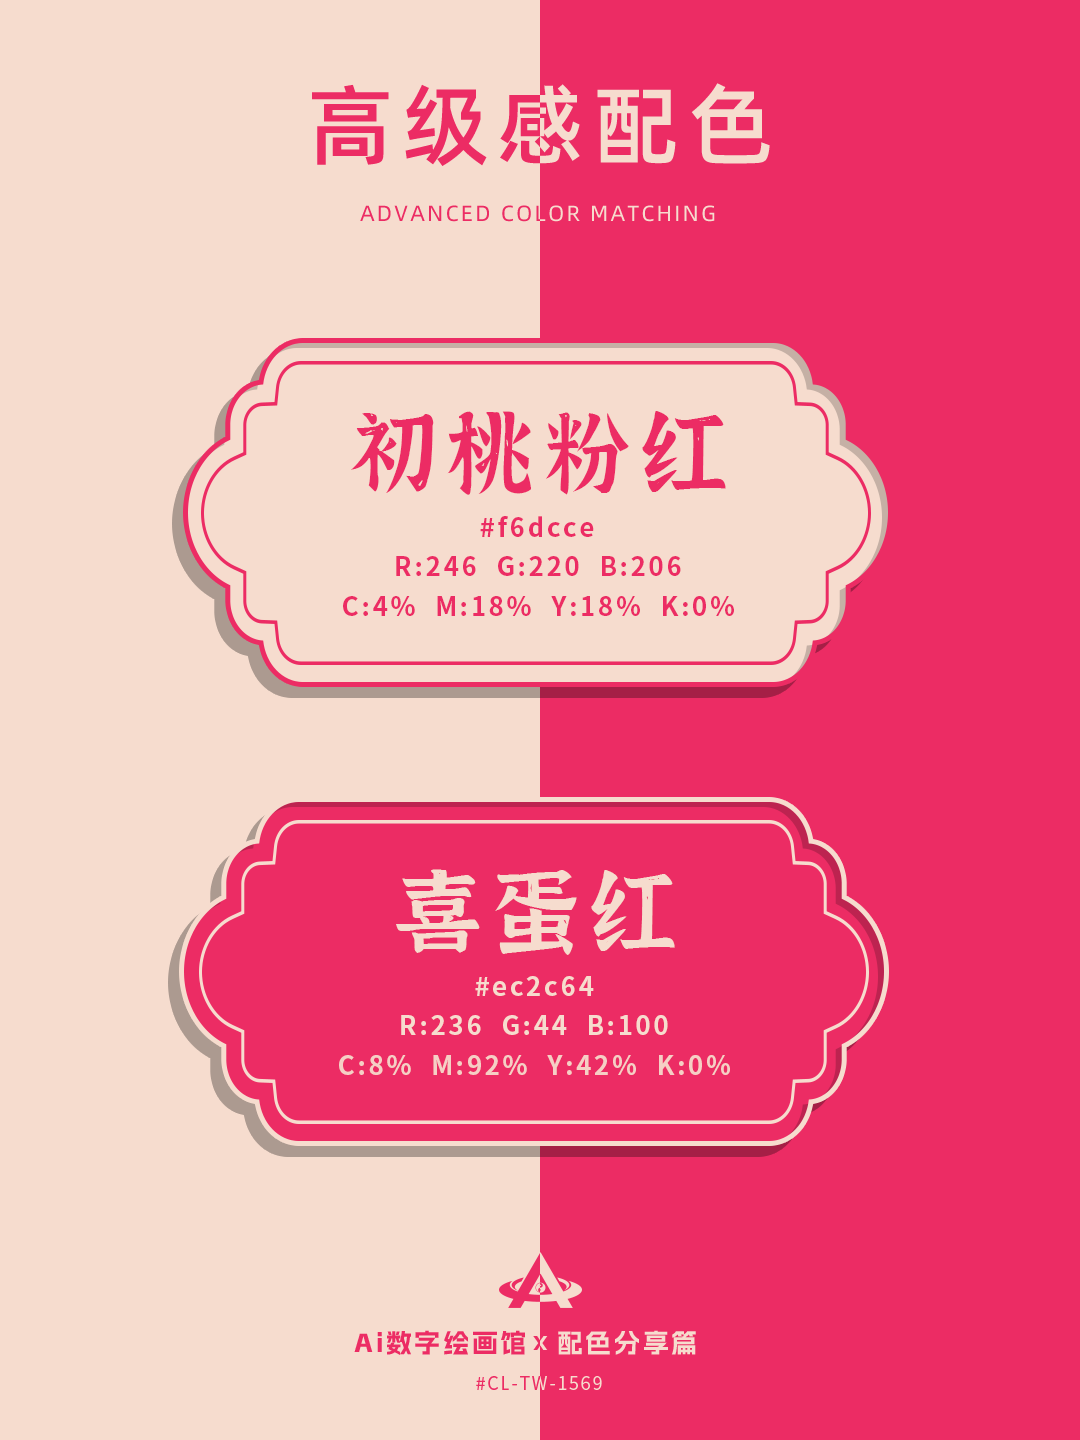 高级感配色
ADVANCED COLOR MATCHING
初桃粉红
#f6dcce
R:246 G:220 B:206
C:4% M:18% Y:18% K:0%
喜蛋红
#ec2c64
R:236 G:44 B:100
C:8% M:92% Y:42% K:0%
Ai数字绘画馆 x 配色分享篇
#CL-TW-1569